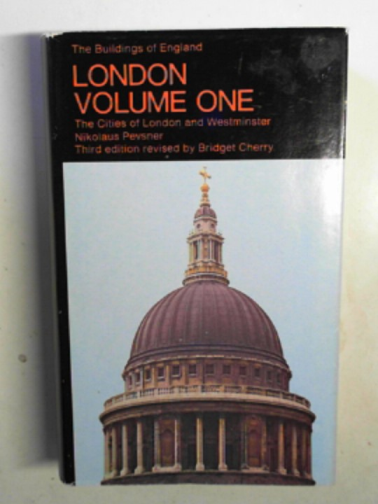 The Buildings of England
LONDON
VOLUME ONE
The Cities of London and Westminster
Nikolaus Pevsner
Third edition revised by Bridget Cherry